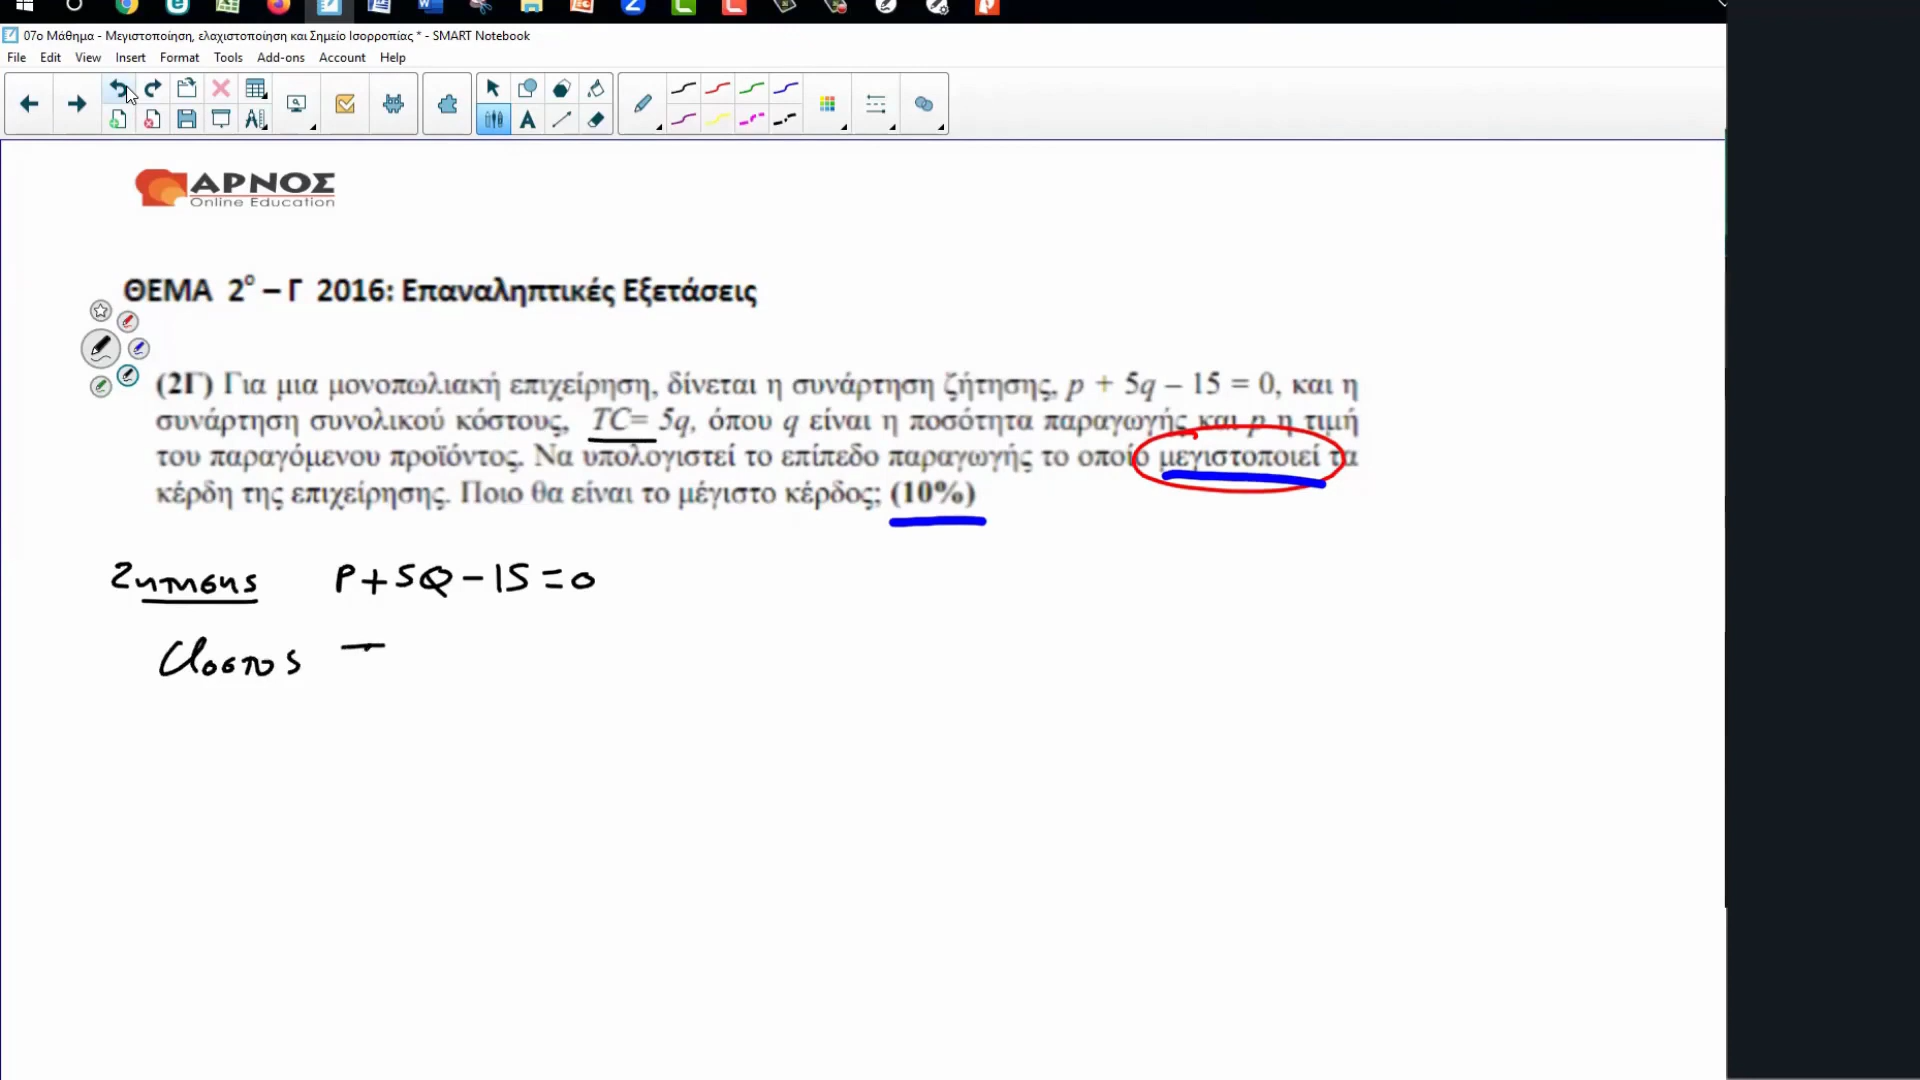 07ο Μάθημα - Μεγιστοποίηση, ελαχιστοποίηση και Σημείο Ισορροπίας * - SMART Notebook
File Edit View Insert Format Tools Add-ons Account Help
ΑΡΝΟΣ
Online Education
ΘΕΜΑ 2ο – Γ 2016: Επαναληπτικές Εξετάσεις
(2Γ) Για μια μονοπωλιακή επιχείρηση, δίνεται η συνάρτηση ζήτησης, p + 5q – 15 = 0, και η
συνάρτηση συνολικού κόστους, TC= 5q, όπου q είναι η ποσότητα παραγωγής και p η τιμή
του παραγόμενου προϊόντος. Να υπολογιστεί το επίπεδο παραγωγής το οποίο μεγιστοποιεί τα
κέρδη της επιχείρησης. Ποιο θα είναι το μέγιστο κέρδος; (10%)
Ζητησης P+5Q-15=0
Κοστος